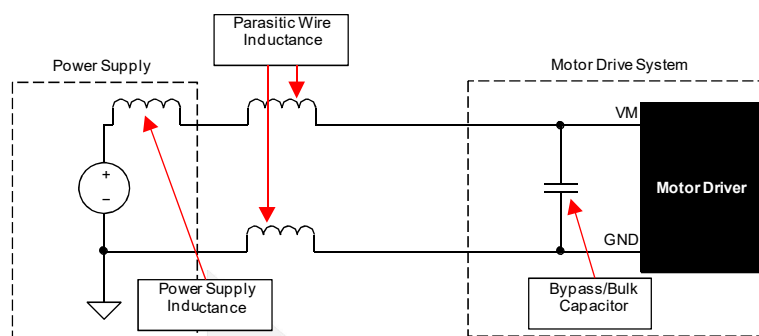 Parasitic Wire
Inductance
Power Supply
Motor Drive System
VM
+
–
Motor Driver
GND
Power Supply
Inductance
Bypass/Bulk
Capacitor